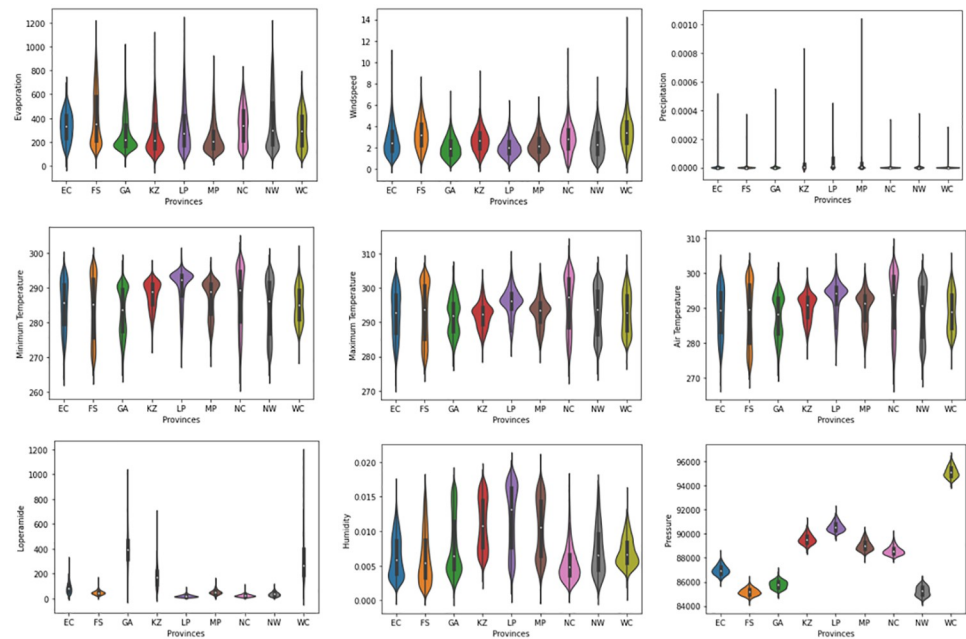 Evaporation
1200
1000
800
600
400
200
0
EC FS GA KZ LP MP NC NW WC
Provinces
Windspeed
14
12
10
8
6
4
2
0
EC FS GA KZ LP MP NC NW WC
Provinces
Precipitation
0.0010
0.0008
0.0006
0.0004
0.0002
0.0000
EC FS GA KZ LP MP NC NW WC
Provinces
Minimum Temperature
300
290
280
270
260
EC FS GA KZ LP MP NC NW WC
Provinces
Maximum Temperature
310
300
290
280
270
EC FS GA KZ LP MP NC NW WC
Provinces
Air Temperature
310
300
290
280
270
EC FS GA KZ LP MP NC NW WC
Provinces
Loperamide
1200
1000
800
600
400
200
0
EC FS GA KZ LP MP NC NW WC
Provinces
Humidity
0.020
0.015
0.010
0.005
0.000
EC FS GA KZ LP MP NC NW WC
Provinces
Pressure
96000
94000
92000
90000
88000
86000
84000
EC FS GA KZ LP MP NC NW WC
Provinces